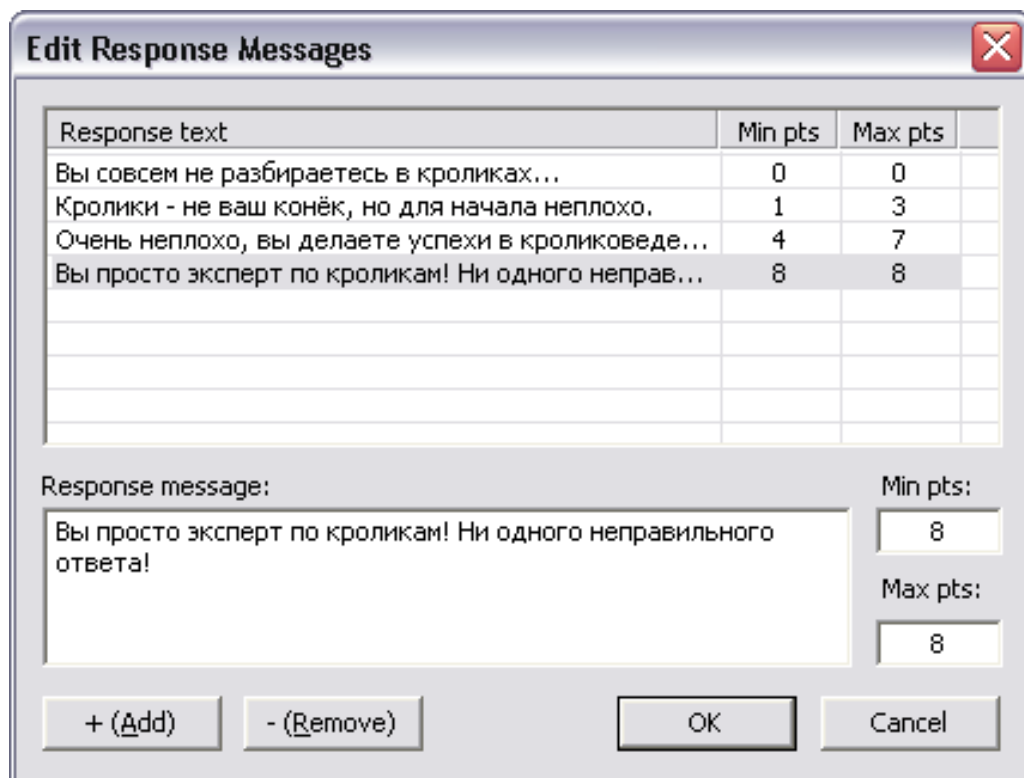 Edit Response Messages
Response text Min pts Max pts
Вы совсем не разбираетесь в кроликах... 0 0
Кролики - не ваш конёк, но для начала неплохо. 1 3
Очень неплохо, вы делаете успехи в кролиководе... 4 7
Вы просто эксперт по кроликам! Ни одного неправ... 8 8
Response message: Min pts:
Вы просто эксперт по кроликам! Ни одного неправильного 8
ответа!
Max pts:
8
+ (Add) - (Remove) OK Cancel